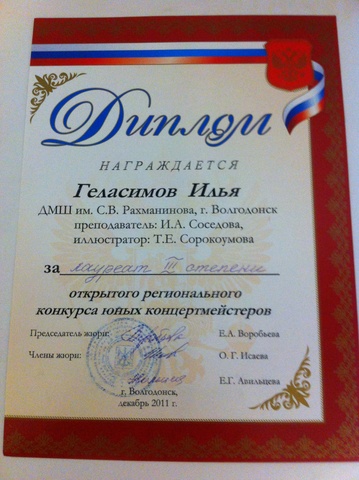 Диплом
НАГРАЖДАЕТСЯ
Геласимов Илья
ДМШ им. С.В. Рахманинова, г. Волгодонск
преподаватель: И.А. Соседова,
иллюстратор: Т.Е. Сорокоумова
за лауреат III степени
открытого регионального
конкурса юных концертмейстеров
Председатель жюри: Е.А. Воробьева
Члены жюри: О. Г. Исаева
Е.Г. Авильцева
г. Волгодонск,
декабрь 2011 г.